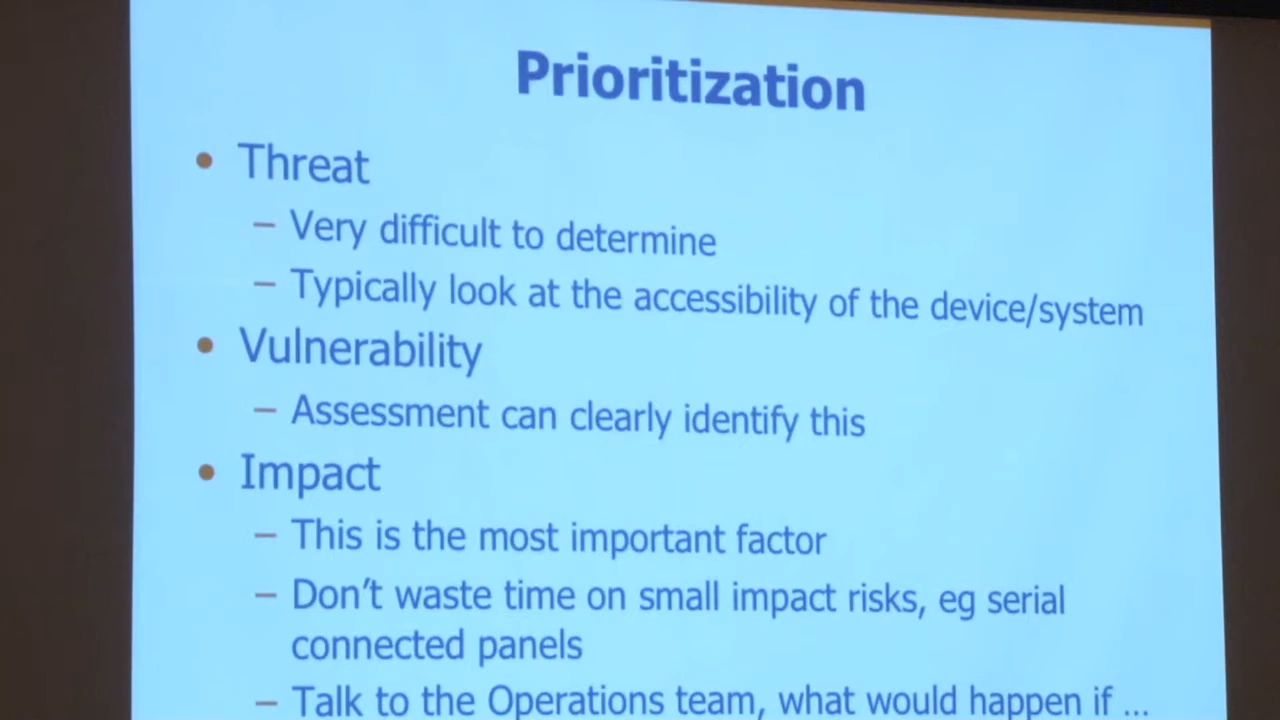 Prioritization
• Threat
– Very difficult to determine
– Typically look at the accessibility of the device/system
• Vulnerability
– Assessment can clearly identify this
• Impact
– This is the most important factor
– Don't waste time on small impact risks, eg serial
connected panels
– Talk to the Operations team, what would happen if ...